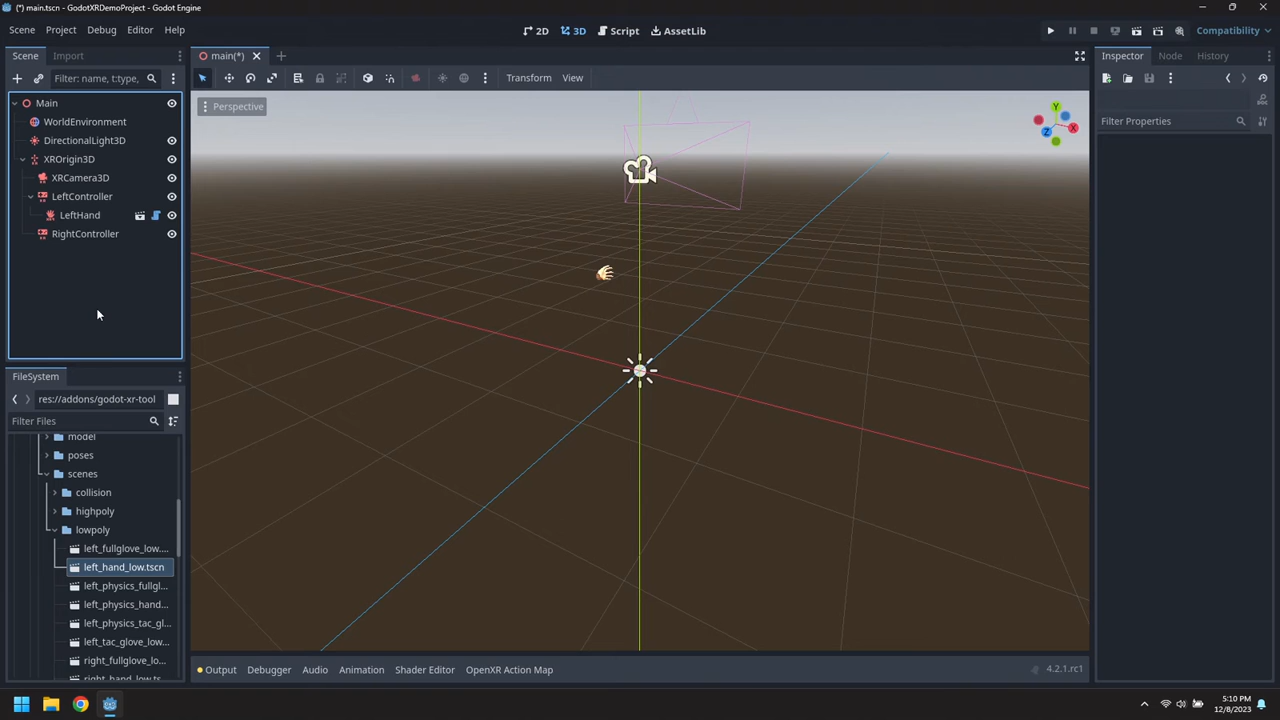 (*) main.tscn - GodotXRDemoProject - Godot Engine
Scene Project Debug Editor Help
2D 3D Script AssetLib
Compatibility
Scene Import
main(*)
Inspector Node History
Filter: name, t:type,
Transform View
Perspective
Y
X
Z
Filter Properties
Main
WorldEnvironment
DirectionalLight3D
XROrigin3D
XRCamera3D
LeftController
LeftHand
RightController
FileSystem
res://addons/godot-xr-tool
Filter Files
model
poses
scenes
collision
highpoly
lowpoly
left_fullglove_low....
left_hand_low.tscn
left_physics_fullgl...
left_physics_hand...
left_physics_tac_gl...
left_tac_glove_low...
right_fullglove_lo...
right_hand_low.ts...
Output Debugger Audio Animation Shader Editor OpenXR Action Map
4.2.1.rc1
5:10 PM
12/8/2023